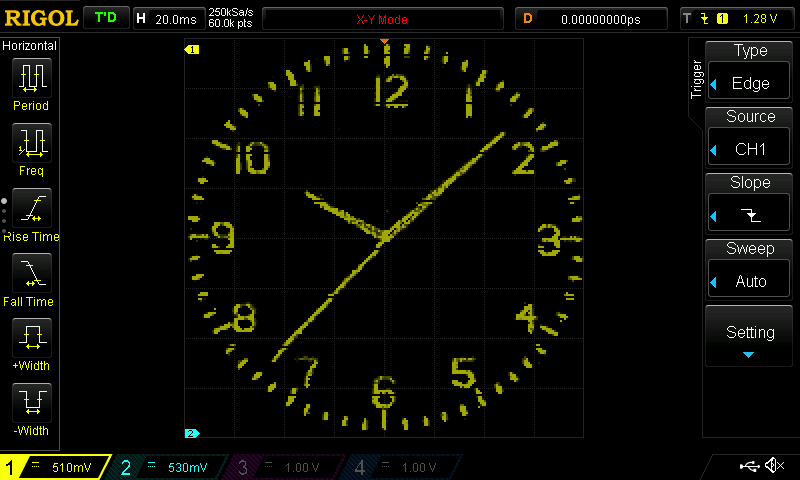 RIGOL T'D H 20.0ms 250kSa/s 60.0k pts X-Y Mode D 0.00000000ps T 1 1.28 V
Horizontal
Period
Freq
Rise Time
Fall Time
+Width
-Width
1
12
11 1
10 2
9 3
8 4
7 5
6
2
Trigger
Type
Edge
Source
CH1
Slope
Sweep
Auto
Setting
1 510mV 2 530mV 3 1.00 V 4 1.00 V